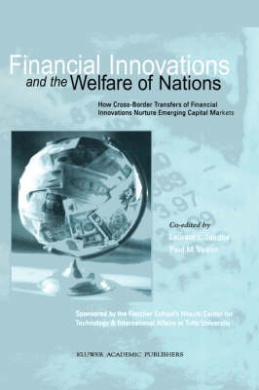 Financial Innovations
and the Welfare of Nations
How Cross-Border Transfers of Financial
Innovations Nurture Emerging Capital Markets
Co-edited by
Laurent L. Jacque
Paul M. Vaaler
Sponsored by the Fletcher School's Hitachi Center for
Technology & International Affairs at Tufts University
KLUWER ACADEMIC PUBLISHERS